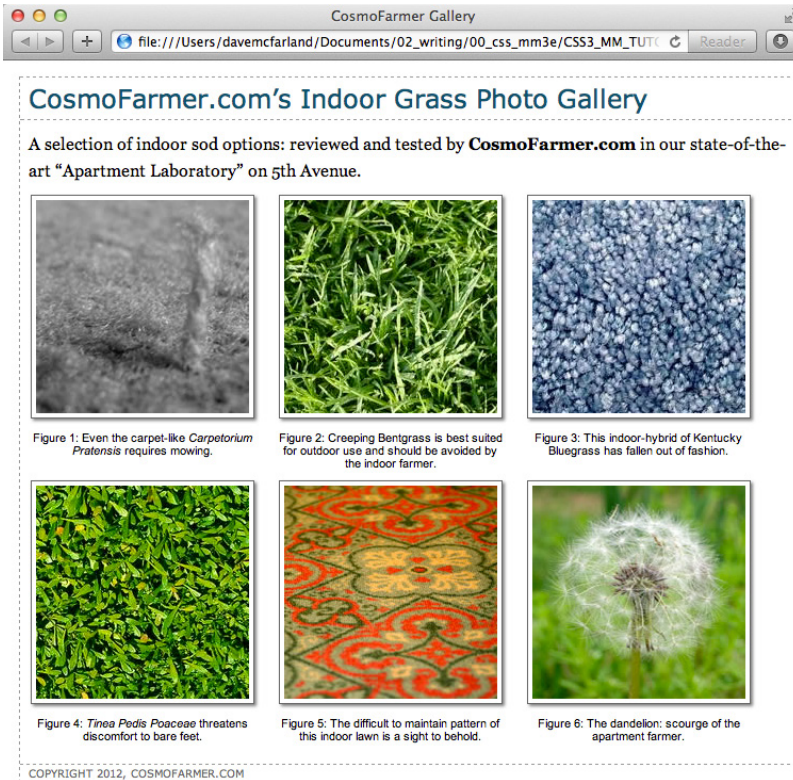 CosmoFarmer Gallery
file:///Users/davemcfarland/Documents/02_writing/00_css_mm3e/CSS3_MM_TUT
Reader
CosmoFarmer.com’s Indoor Grass Photo Gallery
A selection of indoor sod options: reviewed and tested by CosmoFarmer.com in our state-of-the-
art “Apartment Laboratory” on 5th Avenue.
Figure 1: Even the carpet-like Carpetorium
Pratensis requires mowing.
Figure 2: Creeping Bentgrass is best suited
for outdoor use and should be avoided by
the indoor farmer.
Figure 3: This indoor-hybrid of Kentucky
Bluegrass has fallen out of fashion.
Figure 4: Tinea Pedis Poaceae threatens
discomfort to bare feet.
Figure 5: The difficult to maintain pattern of
this indoor lawn is a sight to behold.
Figure 6: The dandelion: scourge of the
apartment farmer.
COPYRIGHT 2012, COSMOFARMER.COM